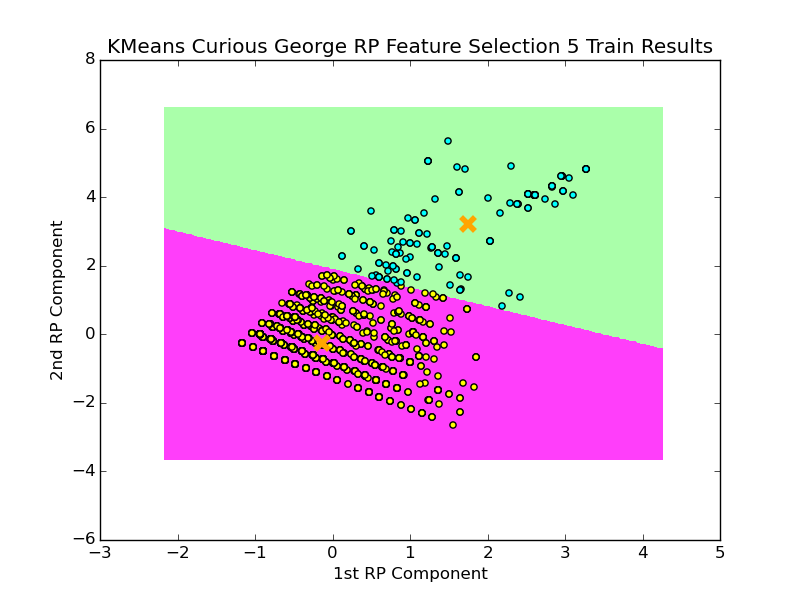 KMeans Curious George RP Feature Selection 5 Train Results
8
6
4
2
0
−2
−4
−6
2nd RP Component
−3 −2 −1 0 1 2 3 4 5
1st RP Component